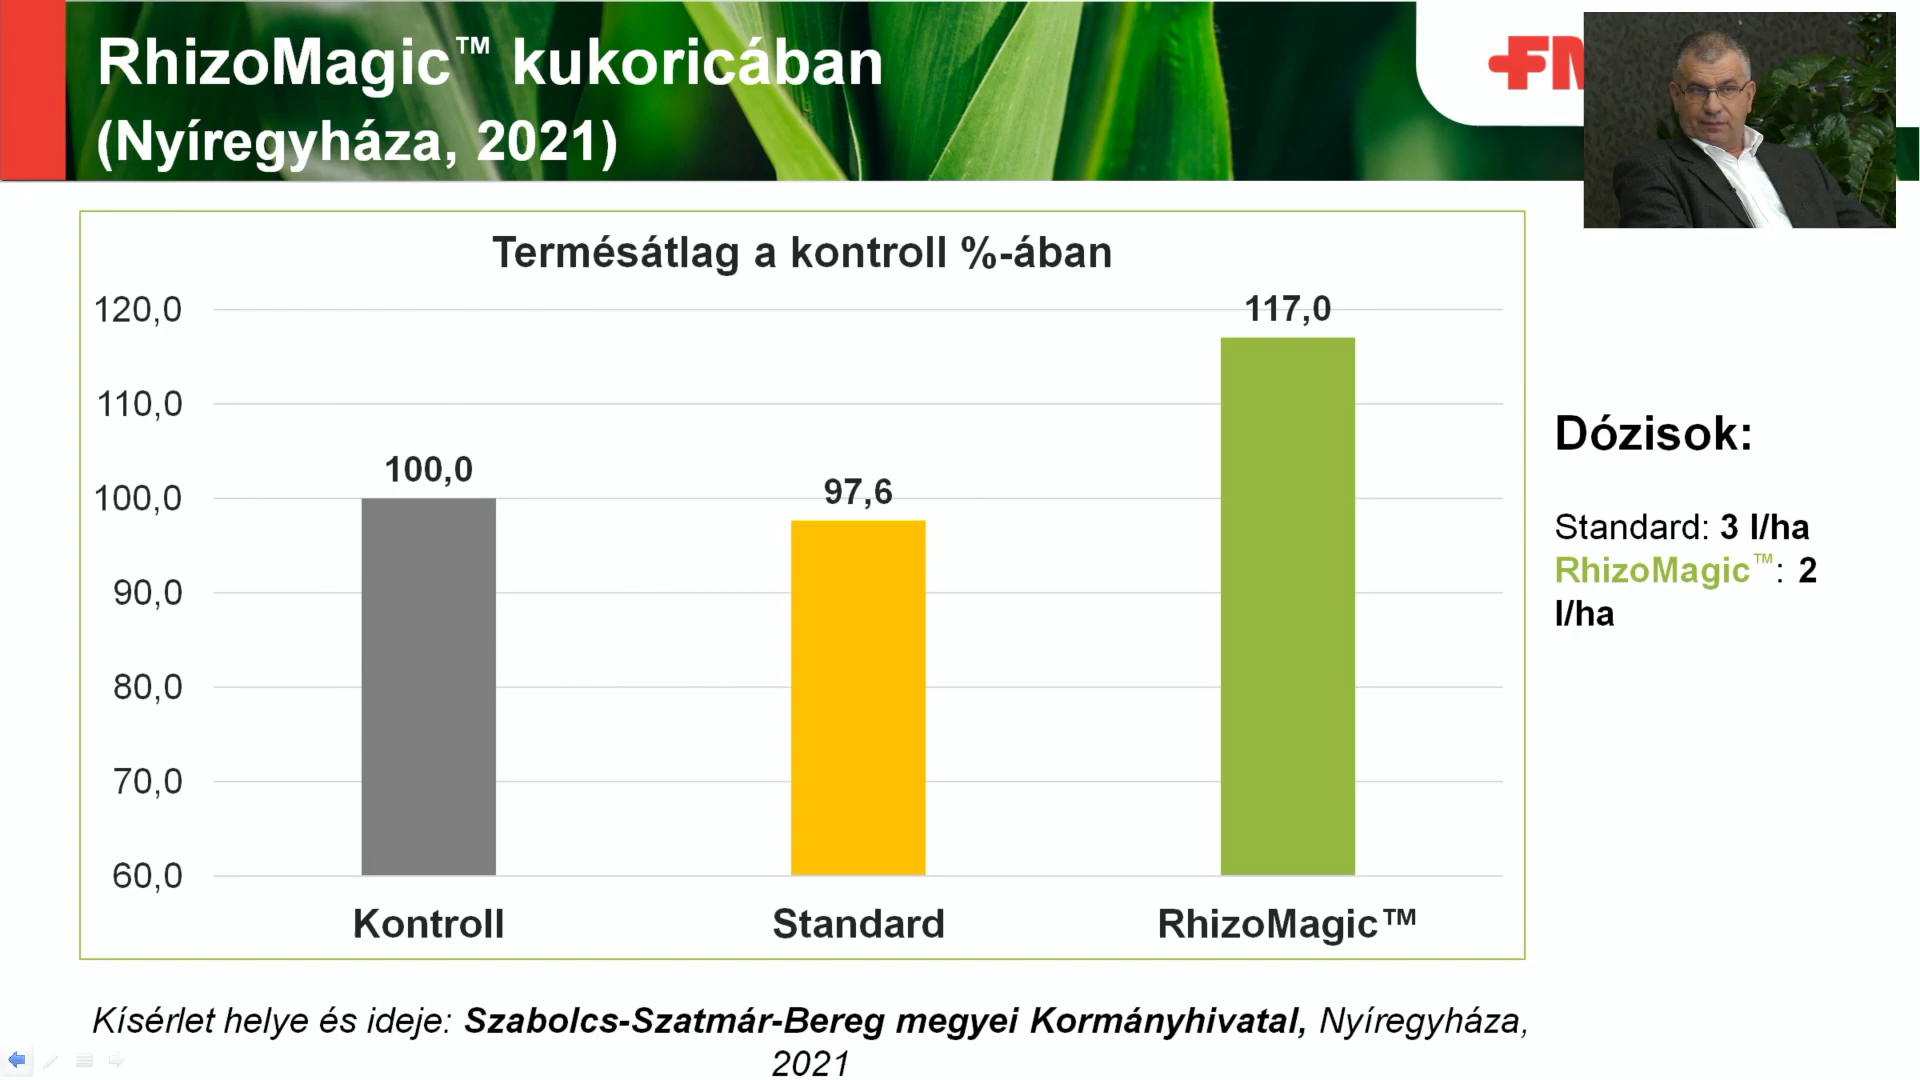 RhizoMagic™ kukoricában
(Nyíregyháza, 2021)
Termésátlag a kontroll %-ában
120,0
110,0
100,0
90,0
80,0
70,0
60,0
100,0
97,6
117,0
Kontroll
Standard
RhizoMagic™
Dózisok:
Standard: 3 l/ha
RhizoMagic™: 2
l/ha
Kísérlet helye és ideje: Szabolcs-Szatmár-Bereg megyei Kormányhivatal, Nyíregyháza,
2021